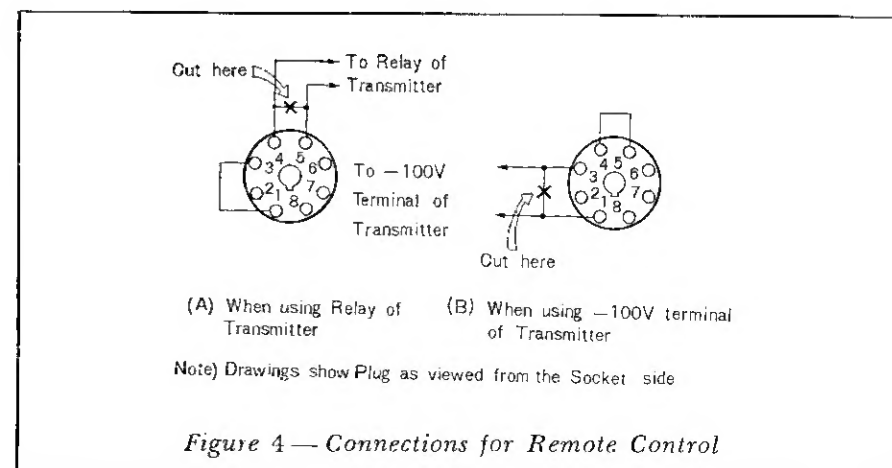 Cut here
To Relay of
Transmitter
4 5
3 6
2 7
1 8
To —100V
Terminal of
Transmitter
4 5
3 6
2 7
1 8
Cut here
(A) When using Relay of
Transmitter
(B) When using —100V terminal
of Transmitter
Note) Drawings show Plug as viewed from the Socket side
Figure 4 — Connections for Remote Control